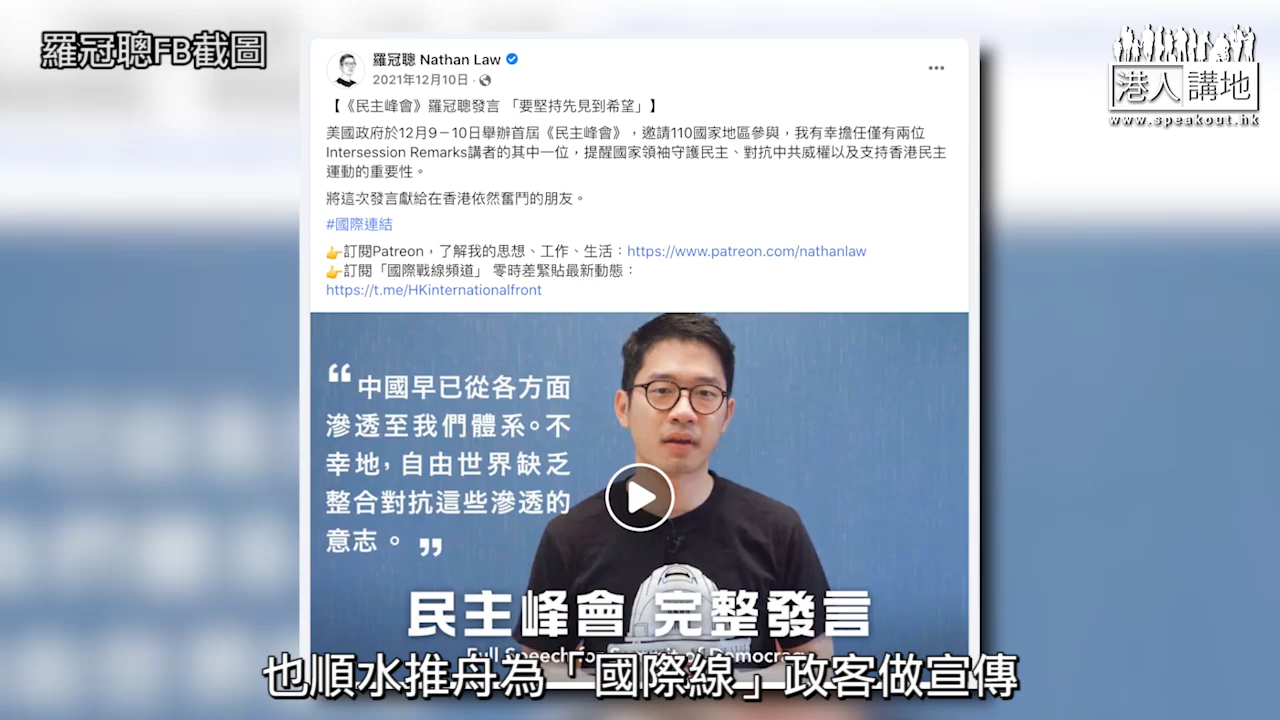 羅冠聰FB截圖
港人講地
www.speakout.hk
羅冠聰 Nathan Law
2021年12月10日 ·
【《民主峰會》羅冠聰發言 「要堅持先見到希望」】
美國政府於12月9－10日舉辦首屆《民主峰會》，邀請110國家地區參與，我有幸擔任僅有兩位
Intersession Remarks講者的其中一位，提醒國家領袖守護民主、對抗中共威權以及支持香港民主
運動的重要性。
將這次發言獻給在香港依然奮鬥的朋友。
#國際連結
👉訂閱Patreon，了解我的思想、工作、生活：https://www.patreon.com/nathanlaw
👉訂閱「國際戰線頻道」 零時差緊貼最新動態：
https://t.me/HKinternationalfront
“中國早已從各方面
滲透至我們體系。不
幸地，自由世界缺乏
整合對抗這些滲透的
意志。”
民主峰會 完整發言
Full Speech for Summit of Democracy
也順水推舟為「國際線」政客做宣傳